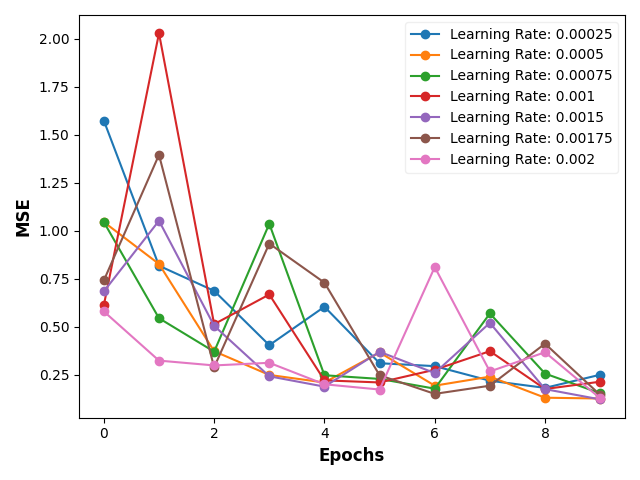 2.00
1.75
1.50
1.25
1.00
0.75
0.50
0.25
MSE
0
2
4
6
8
Epochs
Learning Rate: 0.00025
Learning Rate: 0.0005
Learning Rate: 0.00075
Learning Rate: 0.001
Learning Rate: 0.0015
Learning Rate: 0.00175
Learning Rate: 0.002